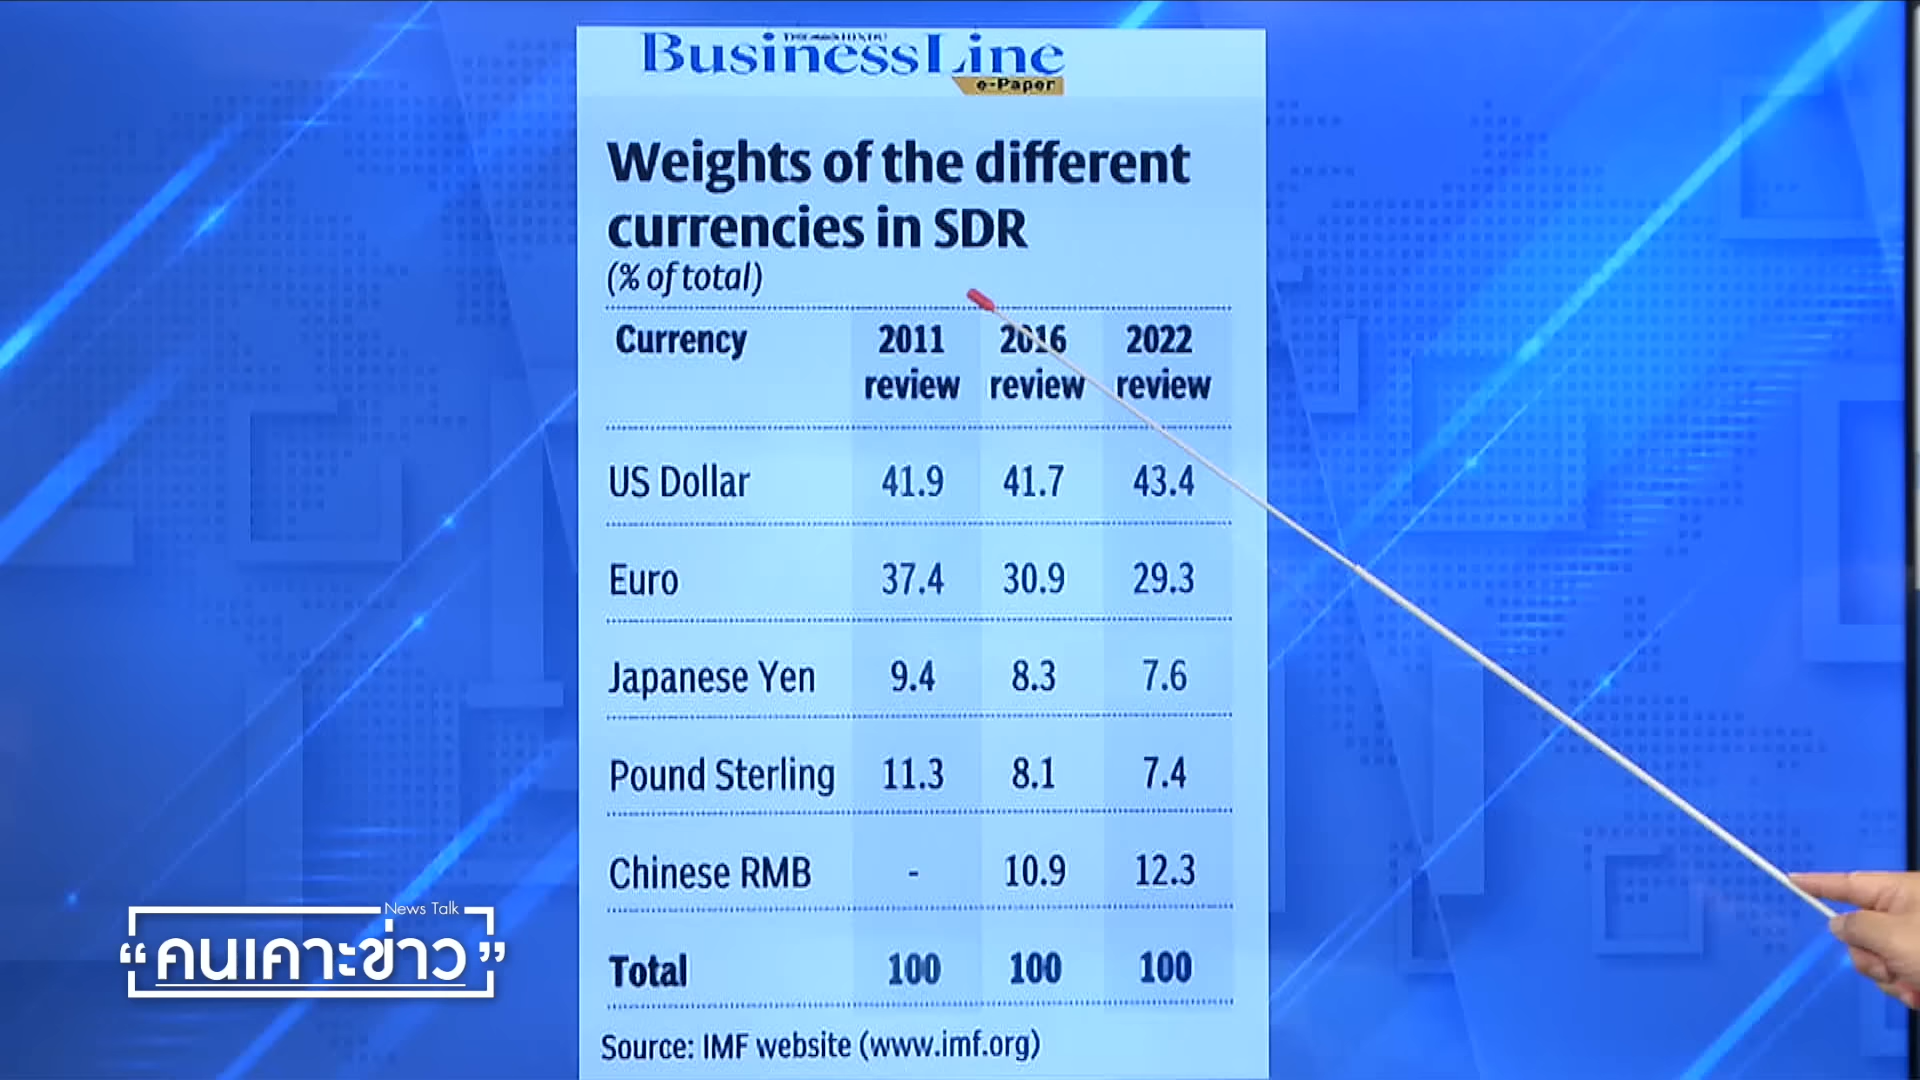 BusinessLine
e-Paper
Weights of the different
currencies in SDR
(% of total)
Currency 2011 review 2016 review 2022 review
US Dollar 41.9 41.7 43.4
Euro 37.4 30.9 29.3
Japanese Yen 9.4 8.3 7.6
Pound Sterling 11.3 8.1 7.4
Chinese RMB - 10.9 12.3
Total 100 100 100
Source: IMF website (www.imf.org)
News Talk
“คนเคาะข่าว”